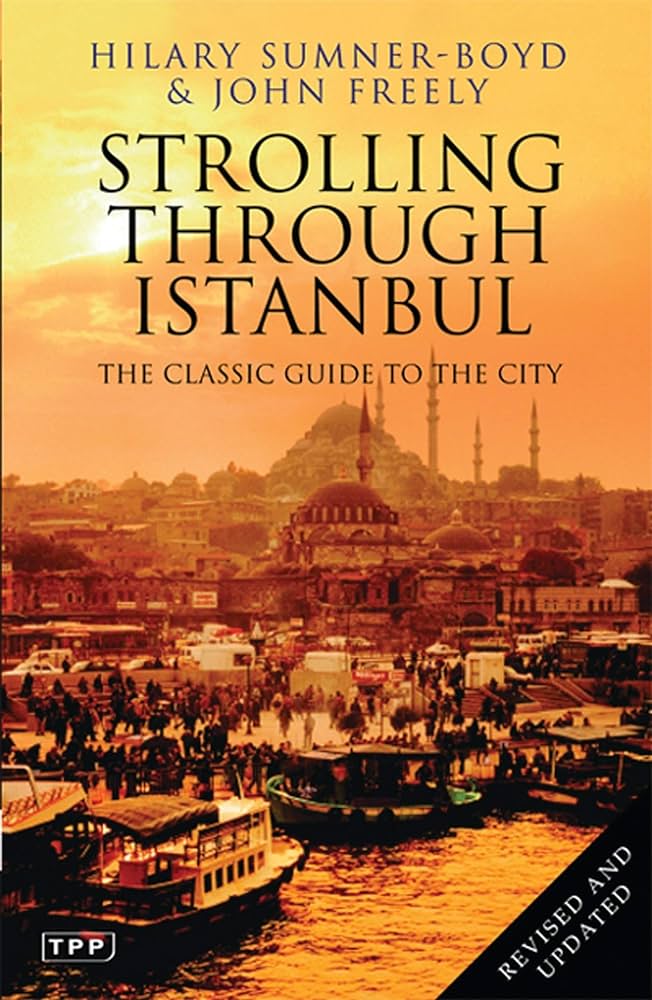 HILARY SUMNER-BOYD
& JOHN FREELY
STROLLING
THROUGH
ISTANBUL
THE CLASSIC GUIDE TO THE CITY
REVISED AND
UPDATED
TPP